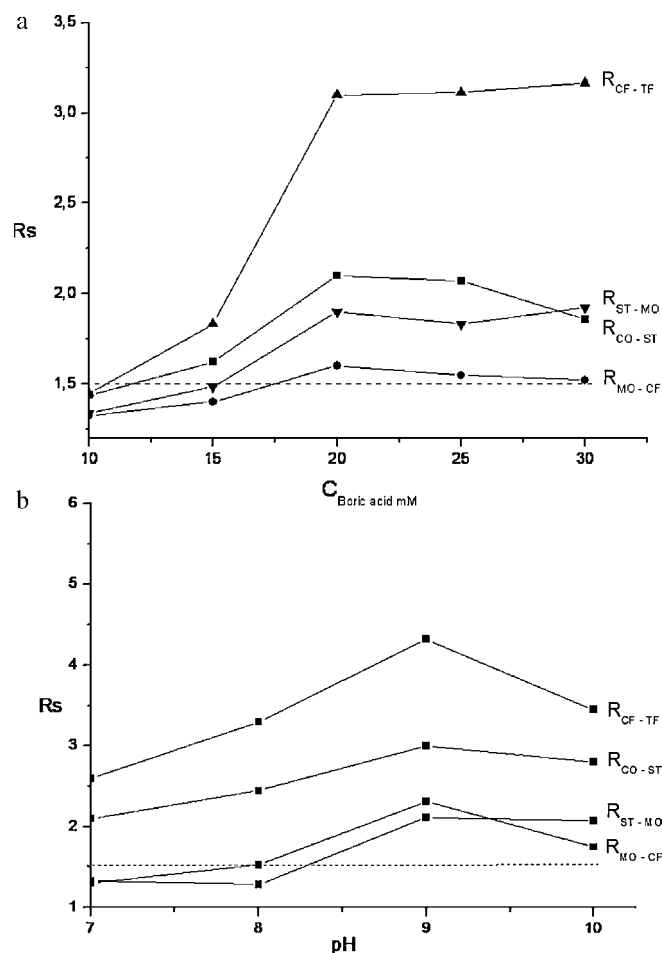 a
3,5
3,0
2,5
Rs
2,0
1,5
10
15
20
25
30
R CF - TF
R ST - MO
R CO - ST
R MO - CF
C Boric acid mM
b
6
5
4
Rs
3
2
1
7
8
9
10
R CF - TF
R CO - ST
R ST - MO
R MO - CF
pH